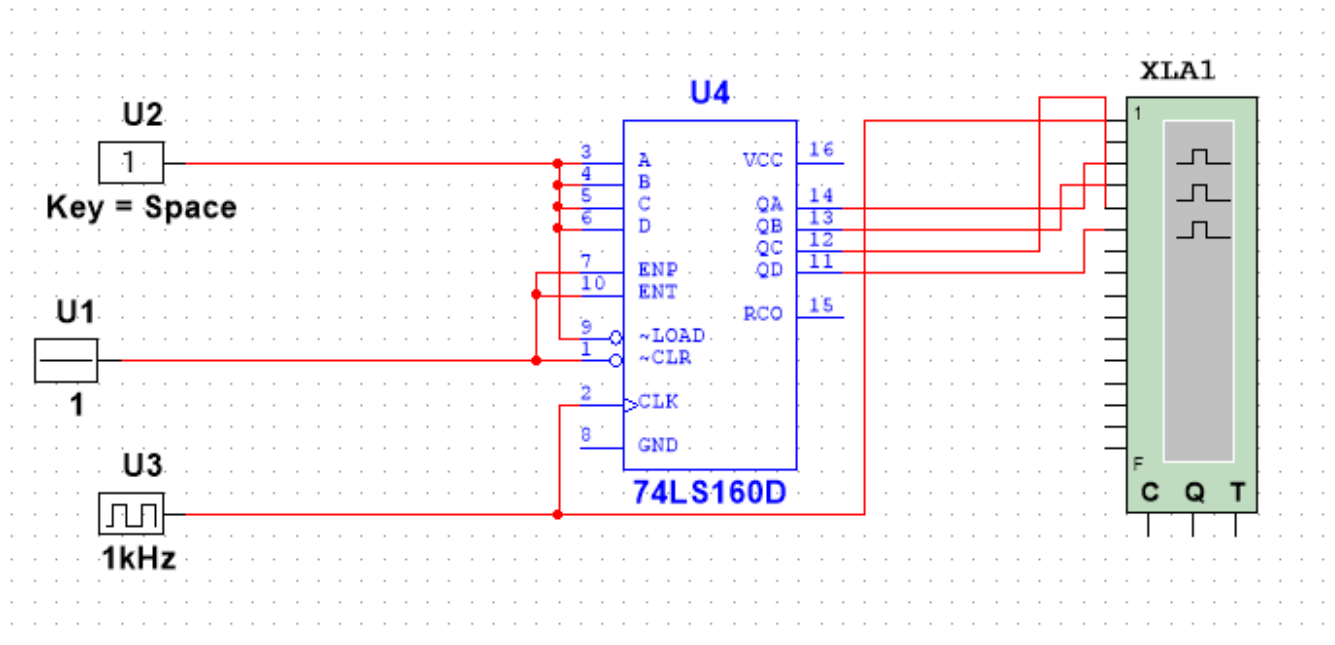 XLA1
U4
U2
1
Key = Space
3 A VCC 16
4 B
5 C QA 14
6 D QB 13
QC 12
7 ENP QD 11
10 ENT
RCO 15
9 ~LOAD
1 ~CLR
2 CLK
8 GND
74LS160D
U1
1
U3
1kHz
1
F
C Q T